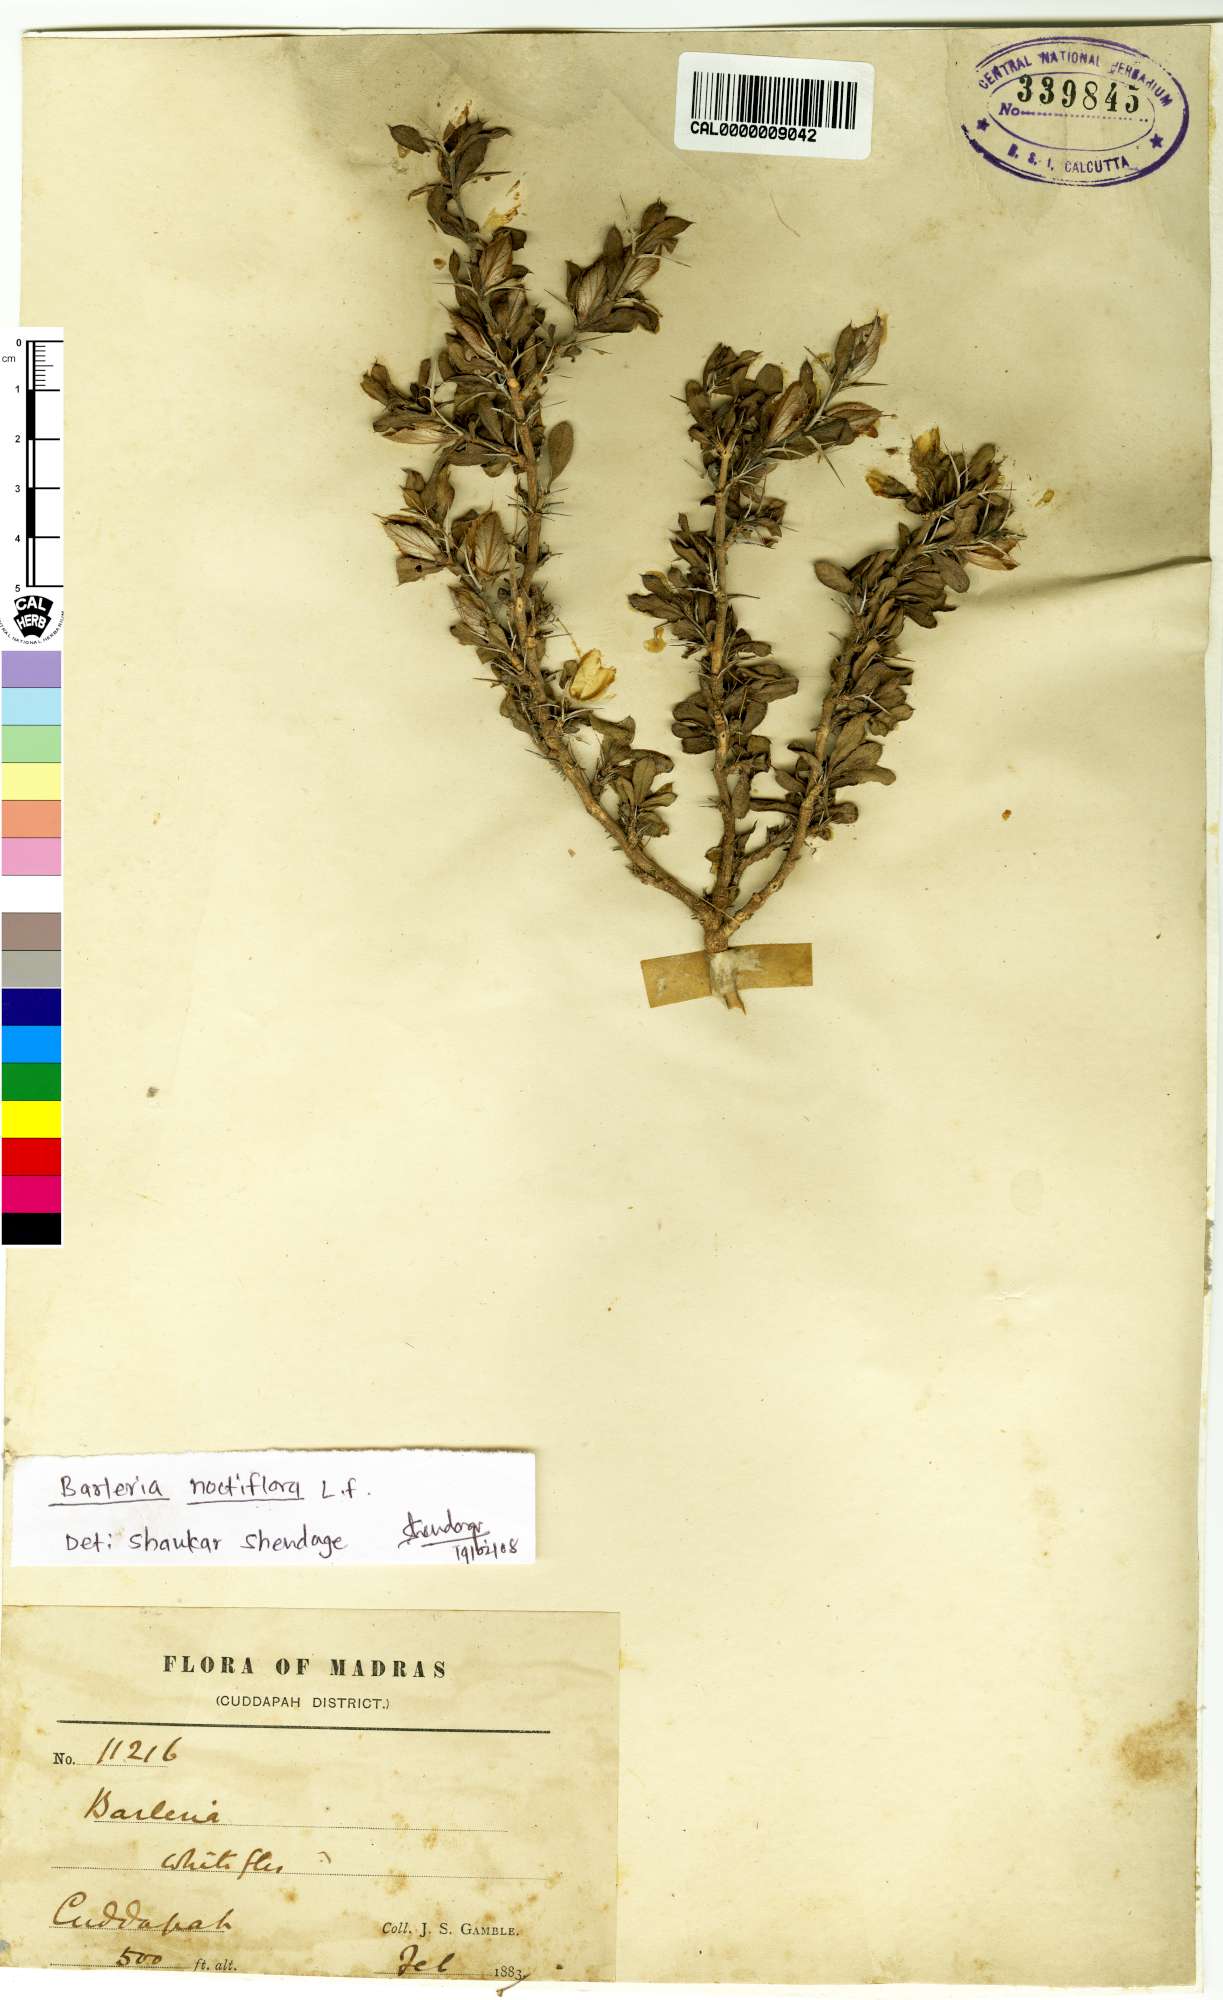 CENTRAL NATIONAL HERBARIUM
No 339845
B. S. I. CALCUTTA
CAL0000009042
0
cm
1
2
3
4
5
CAL
HERB
CENTRAL NATIONAL HERBARIUM
Barleria noctiflora L.f.
Det: Shankar Shendage Shendage
19/02/08
FLORA OF MADRAS
(CUDDAPAH DISTRICT.)
No. 11216
Barleria
white fls
Cuddapah Coll. J. S. GAMBLE.
500 ft. alt. Feb 1883